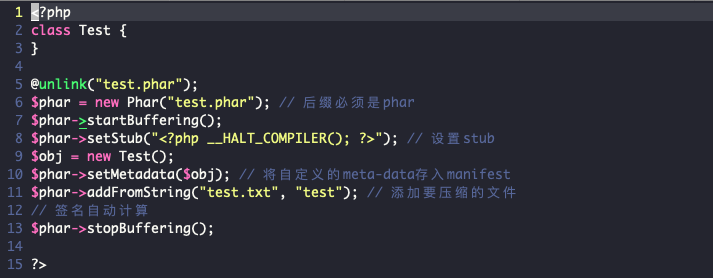 1 <?php
2 class Test {
3 }
4
5 @unlink("test.phar");
6 $phar = new Phar("test.phar"); // 后缀必须是phar
7 $phar->startBuffering();
8 $phar->setStub("<?php __HALT_COMPILER(); ?>"); // 设置stub
9 $obj = new Test();
10 $phar->setMetadata($obj); // 将自定义的meta-data存入manifest
11 $phar->addFromString("test.txt", "test"); // 添加要压缩的文件
12 // 签名自动计算
13 $phar->stopBuffering();
14
15 ?>